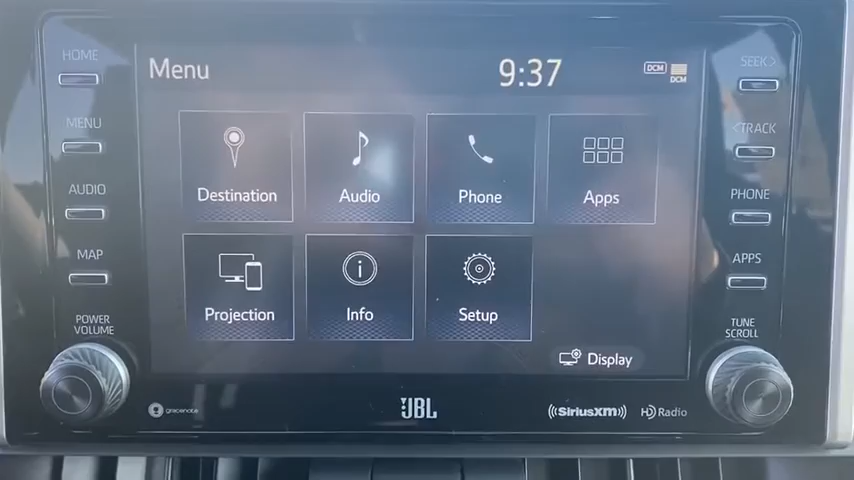 HOME
MENU
AUDIO
MAP
POWER
VOLUME
Menu
9:37
DCM
DCM
Destination
Audio
Phone
Apps
Projection
Info
Setup
Display
SEEK>
<TRACK
PHONE
APPS
TUNE
SCROLL
gracenote
JBL
((SiriusXM))
HD Radio